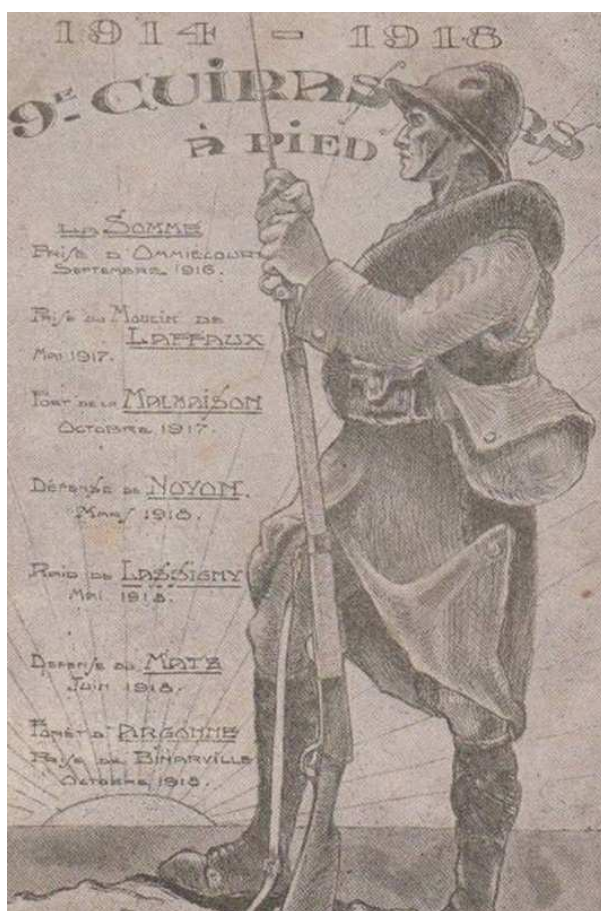 1914 - 1918
9E CUIRASSIERS
À PIED
LA SOMME
PRISE D'OMMIÉCOURT
SEPTEMBRE 1916.
PRISE DU MOULIN DE
LAFFAUX
MAI 1917.
FORT DE LA MALMAISON
OCTOBRE 1917.
DÉFENSE DE NOYON.
MARS 1918.
RAID DE LASSIGNY
MAI 1918.
DÉFENSE DU MATZ
JUIN 1918.
FORÊT D'ARGONNE
PRISE DE BINARVILLE
OCTOBRE 1918.